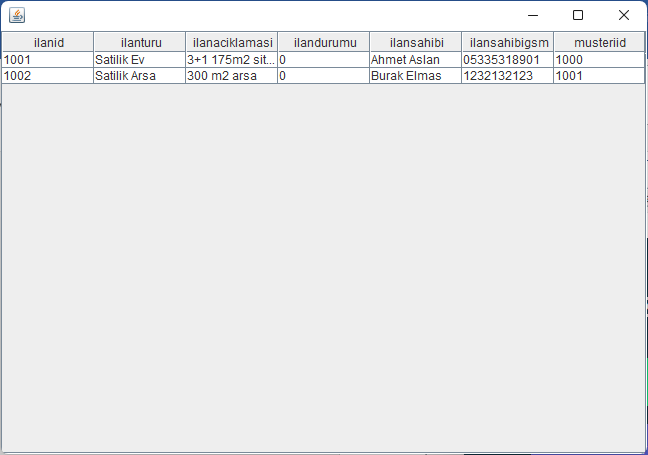 ilanid ilanturu ilanaciklamasi ilandurumu ilansahibi ilansahibigsm musteriid
1001 Satilik Ev 3+1 175m2 sit... 0 Ahmet Aslan 05335318901 1000
1002 Satilik Arsa 300 m2 arsa 0 Burak Elmas 1232132123 1001